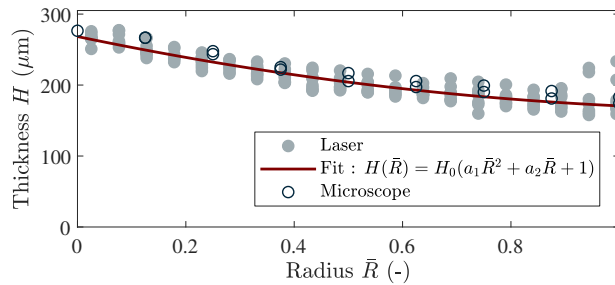 300
200
100
0
Thickness H (μm)
0
0.2
0.4
0.6
0.8
Radius R̄ (-)
Laser
Fit : H(R̄) = H₀(a₁R̄² + a₂R̄ + 1)
Microscope